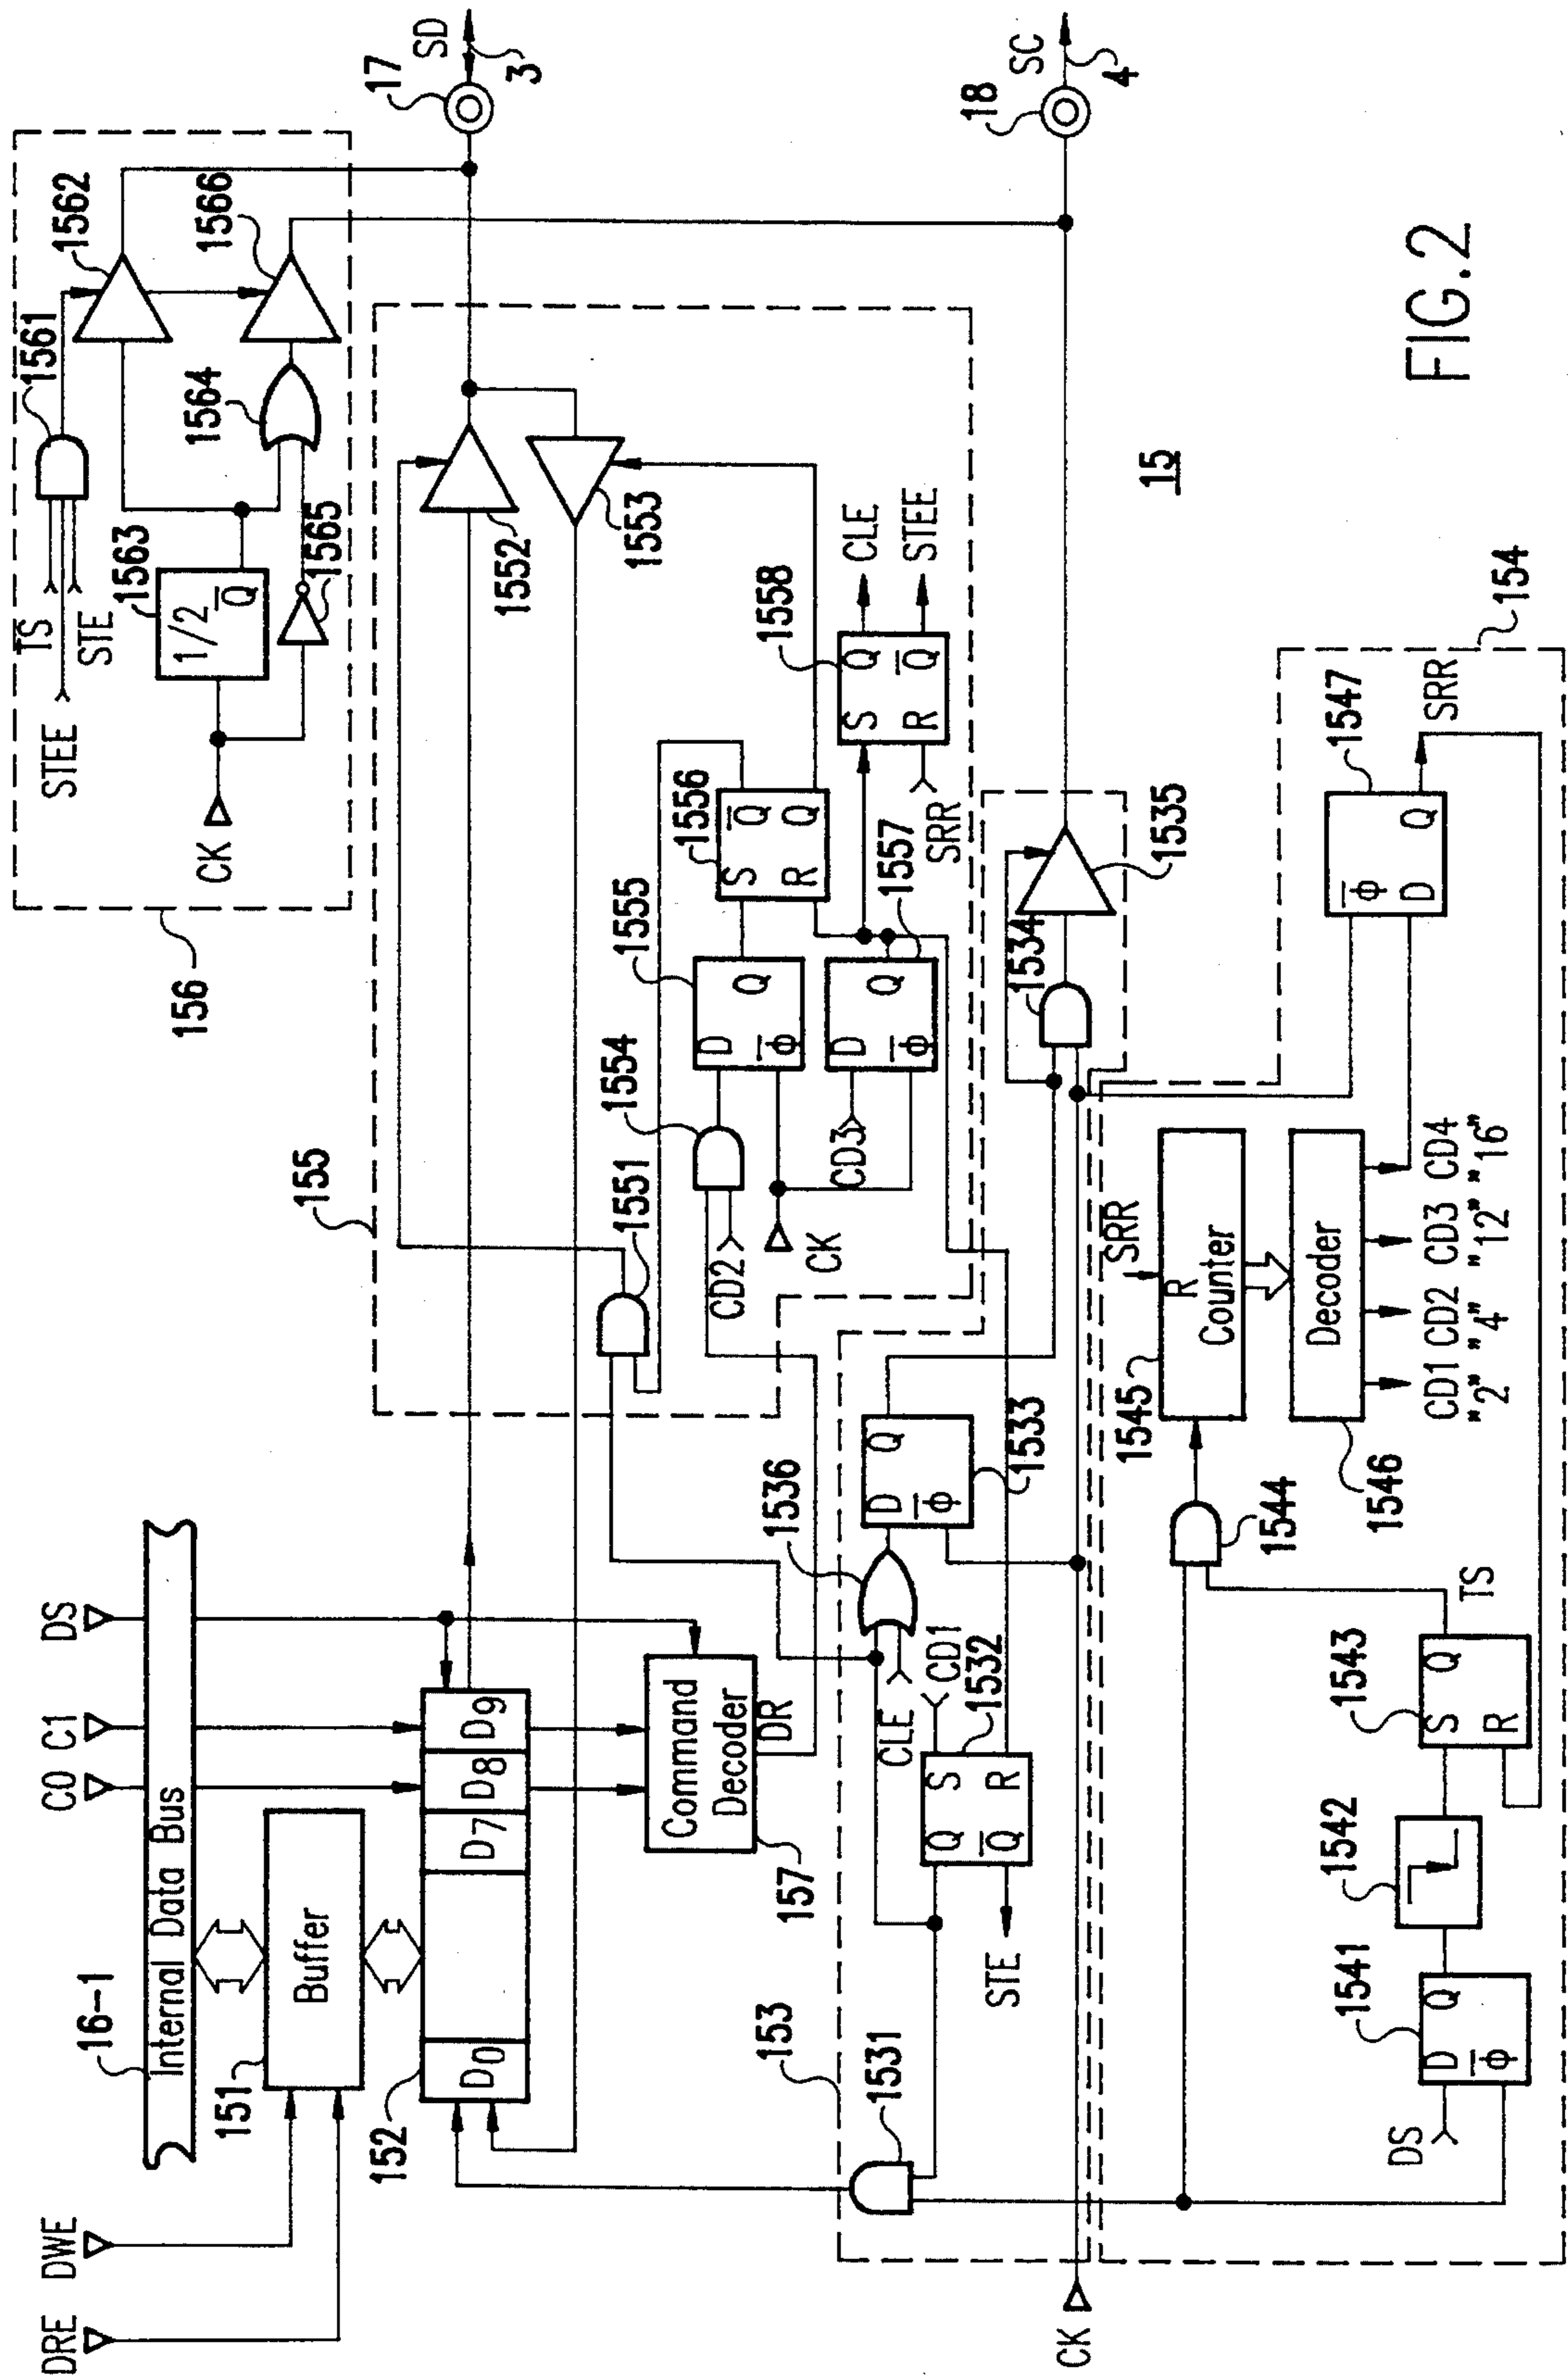 DRE
DWE
C0
C1
DS
16-1
Internal Data Bus
151
Buffer
152
D0
D7
D8
D9
Command
Decoder
157
DR
156
STEE
TS
STE
CK
1561
1562
1563
1/2
Q̅
1564
1565
1566
17
SD
3
155
1551
1552
1553
1554
CD2
CK
1555
D
Q
Φ̅
1556
S
Q̅
R
Q
1557
D
Q
Φ̅
CD3
1558
S
Q
R
Q̅
CLE
STEE
SRR
18
SC
4
153
1531
STE
1532
Q
S
Q̅
R
CD1
CLE
1536
1533
D
Q
Φ̅
1534
1535
CK
15
154
1541
DS
D
Q
Φ̅
1542
1543
S
Q
R
TS
1544
1545
SRR
R
Counter
1546
Decoder
CD1 CD2 CD3 CD4
"2" "4" "12" "16"
1547
Φ̅
D
Q
SRR
FIG.2